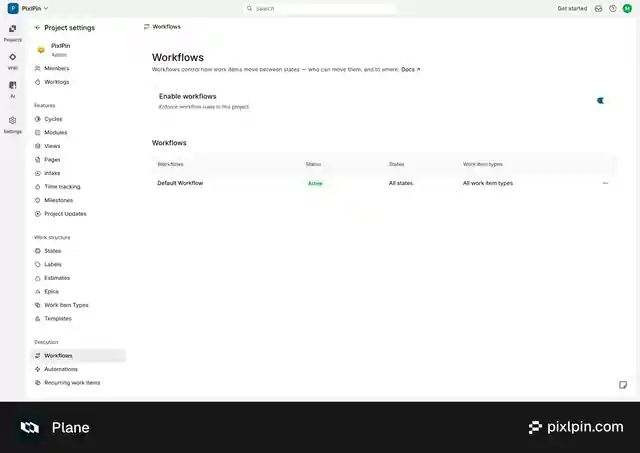 P PixlPin
Search
Get started
M
Projects
Wiki
AI
Settings
Project settings
PixlPin
Admin
Members
Worklogs
Features
Cycles
Modules
Views
Pages
Intake
Time tracking
Milestones
Project Updates
Work structure
States
Labels
Estimates
Epics
Work Item Types
Templates
Execution
Workflows
Automations
Recurring work items
Workflows
Workflows
Workflows control how work items move between states — who can move them, and to where. Docs ↗
Enable workflows
Enforce workflow rules in this project
Workflows
Workflows Status States Work item types
Default Workflow Active All states All work item types
Plane
pixlpin.com